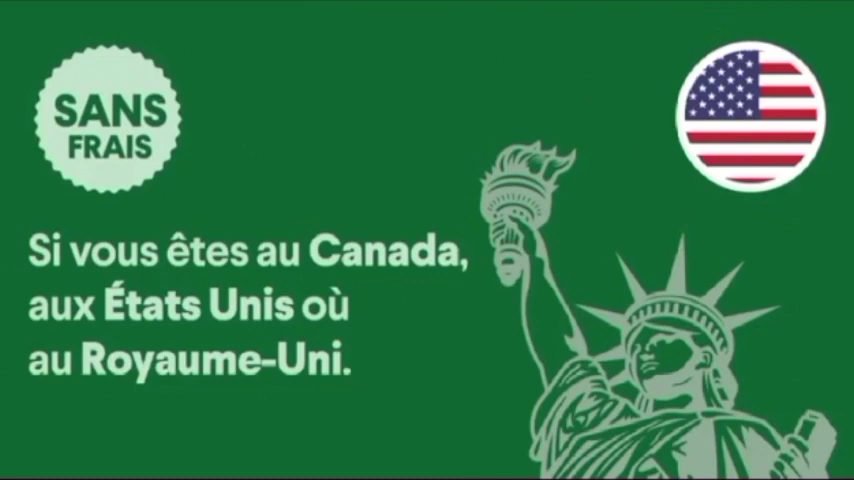 SANS
FRAIS
Si vous êtes au Canada,
aux États Unis où
au Royaume-Uni.